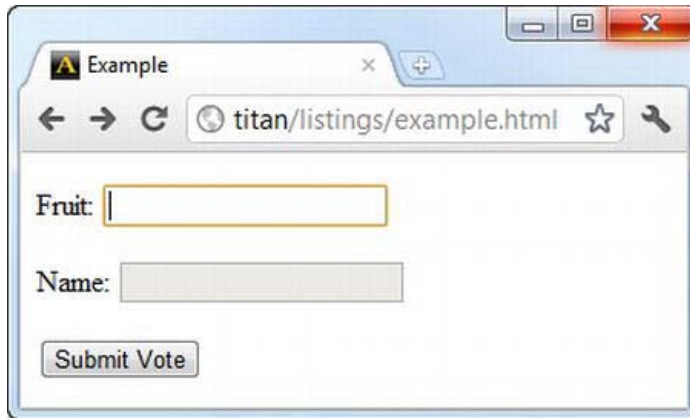 Example
titan/listings/example.html
Fruit:
Name:
Submit Vote